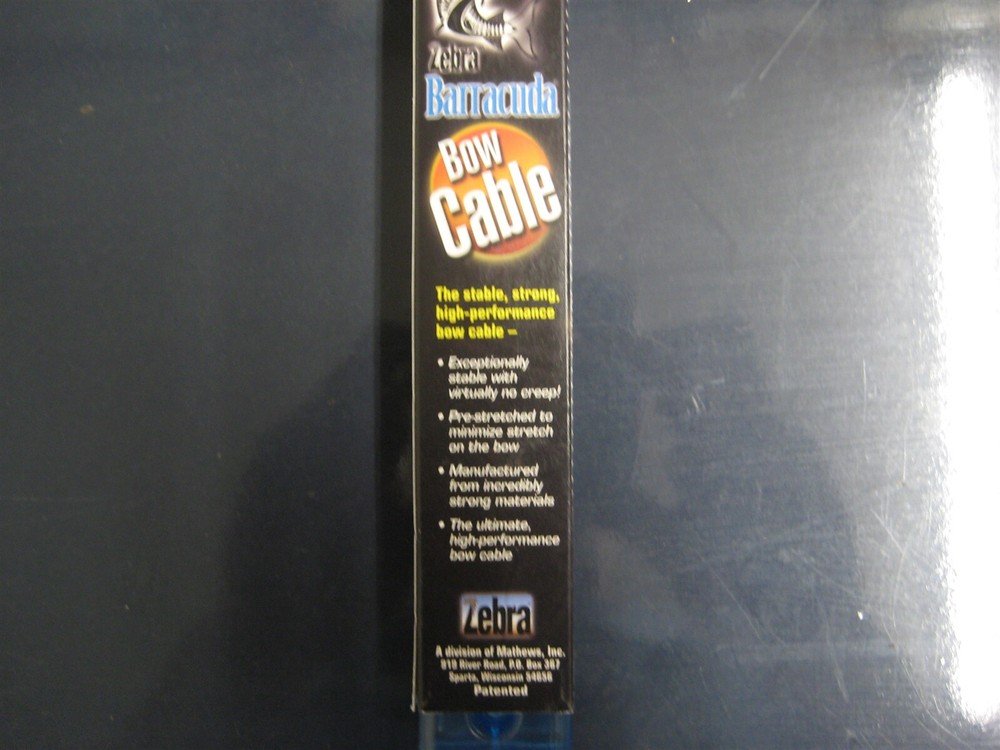 Zebra
Barracuda
Bow
Cable
The stable, strong,
high-performance
bow cable –
• Exceptionally
stable with
virtually no creep!
• Pre-stretched to
minimize stretch
on the bow
• Manufactured
from incredibly
strong materials
• The ultimate,
high-performance
bow cable
Zebra
A division of Mathews, Inc.
919 River Road, P.O. Box 367
Sparta, Wisconsin 54656
Patented